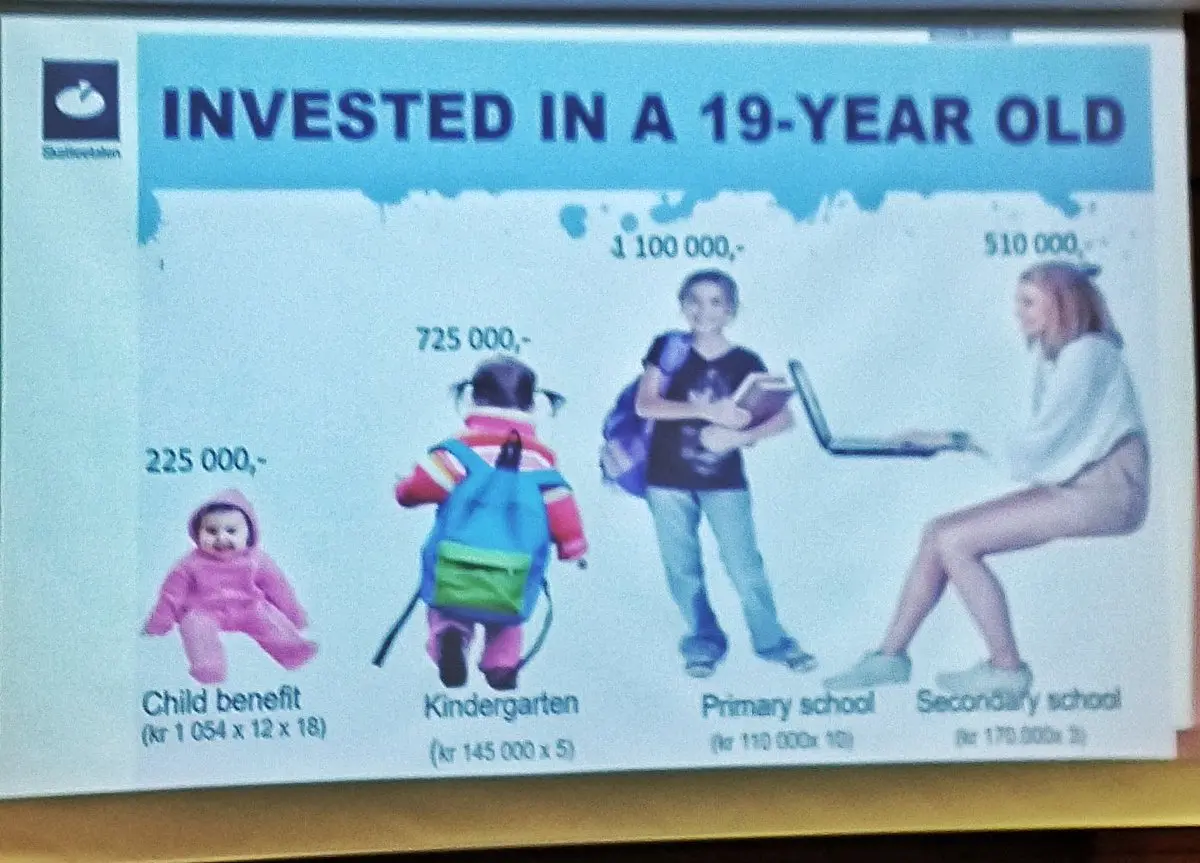 Skatteetaten
INVESTED IN A 19-YEAR OLD
225 000,-
725 000,-
1 100 000,-
510 000,-
Child benefit
(kr 1 054 x 12 x 18)
Kindergarten
(kr 145 000 x 5)
Primary school
(kr 110 000x 10)
Secondary school
(kr 170 000x 3)